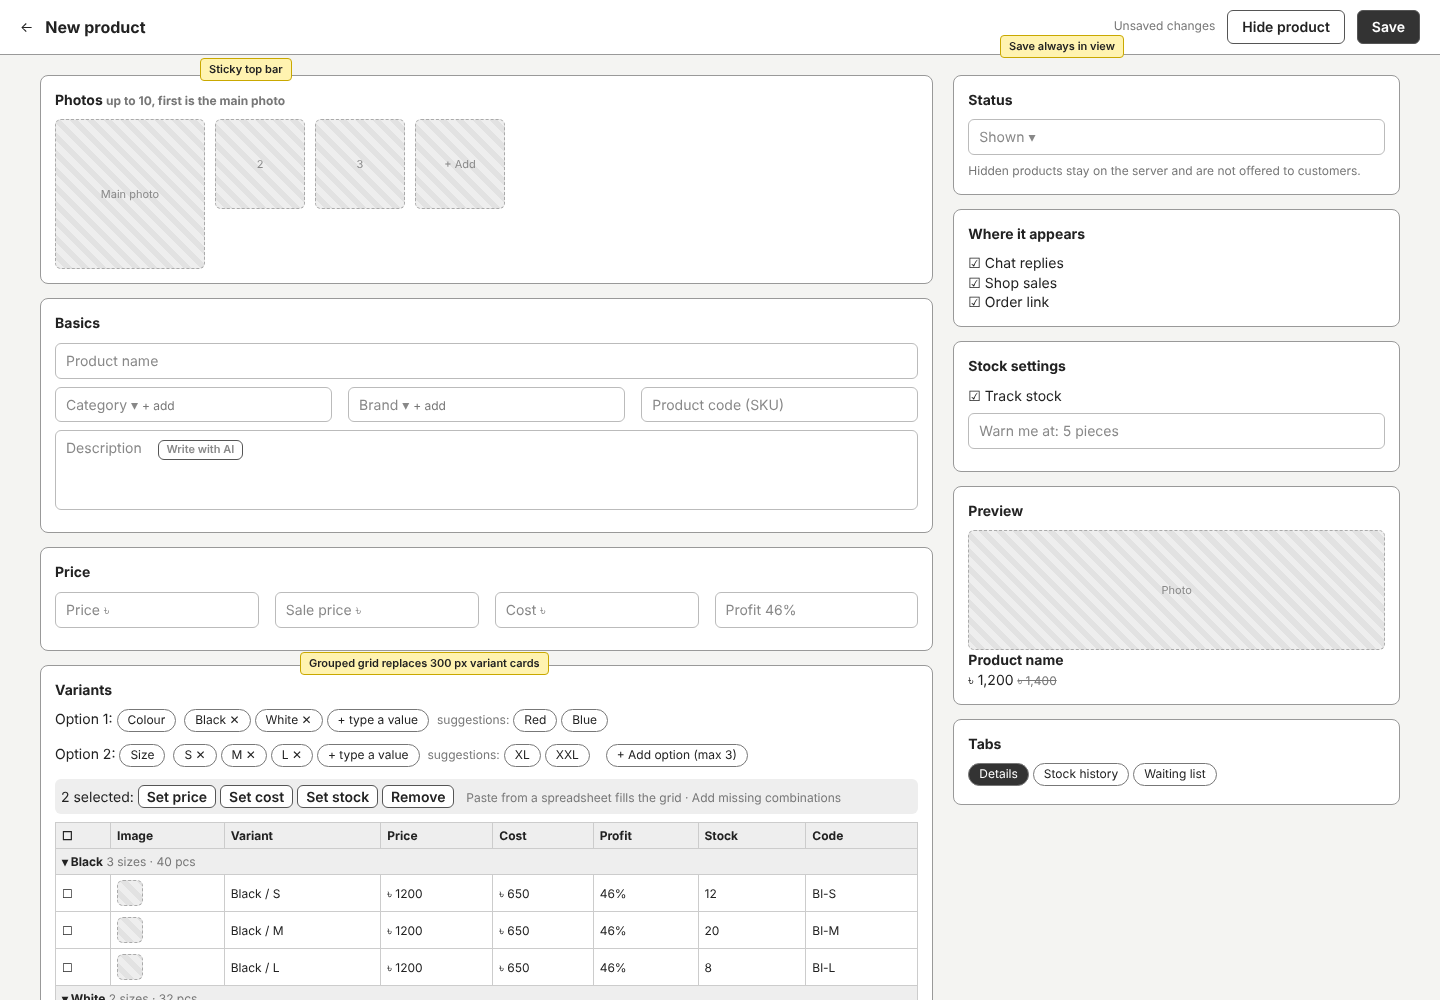 ← New product
Unsaved changes
Hide product
Save
Save always in view
Sticky top bar
Photos up to 10, first is the main photo
Main photo
2
3
+ Add
Basics
Product name
Category ▾ + add
Brand ▾ + add
Product code (SKU)
Description
Write with AI
Price
Price ৳
Sale price ৳
Cost ৳
Profit 46%
Grouped grid replaces 300 px variant cards
Variants
Option 1: Colour Black ✕ White ✕ + type a value suggestions: Red Blue
Option 2: Size S ✕ M ✕ L ✕ + type a value suggestions: XL XXL + Add option (max 3)
2 selected: Set price Set cost Set stock Remove Paste from a spreadsheet fills the grid · Add missing combinations
☐ Image Variant Price Cost Profit Stock Code
▾ Black 3 sizes · 40 pcs
☐ Black / S ৳ 1200 ৳ 650 46% 12 Bl-S
☐ Black / M ৳ 1200 ৳ 650 46% 20 Bl-M
☐ Black / L ৳ 1200 ৳ 650 46% 8 Bl-L
▾ White 2 sizes · 32 pcs
Status
Shown ▾
Hidden products stay on the server and are not offered to customers.
Where it appears
☑ Chat replies
☑ Shop sales
☑ Order link
Stock settings
☑ Track stock
Warn me at: 5 pieces
Preview
Photo
Product name
৳ 1,200 ৳ 1,400
Tabs
Details Stock history Waiting list